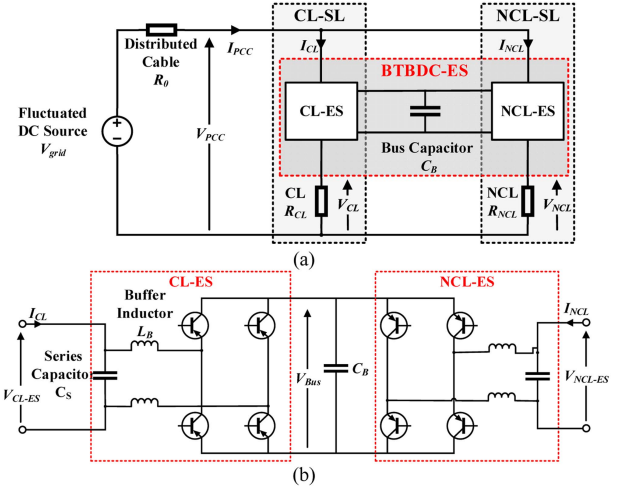 CL-SL
NCL-SL
Distributed
Cable
R0
IPCC
ICL
INCL
BTBDC-ES
CL-ES
NCL-ES
Fluctuated
DC Source
Vgrid
VPCC
Bus Capacitor
CB
CL
RCL
VCL
NCL
RNCL
VNCL
(a)
CL-ES
NCL-ES
ICL
Buffer
Inductor
LB
INCL
Series
Capacitor
CS
VCL-ES
VBus
CB
VNCL-ES
(b)